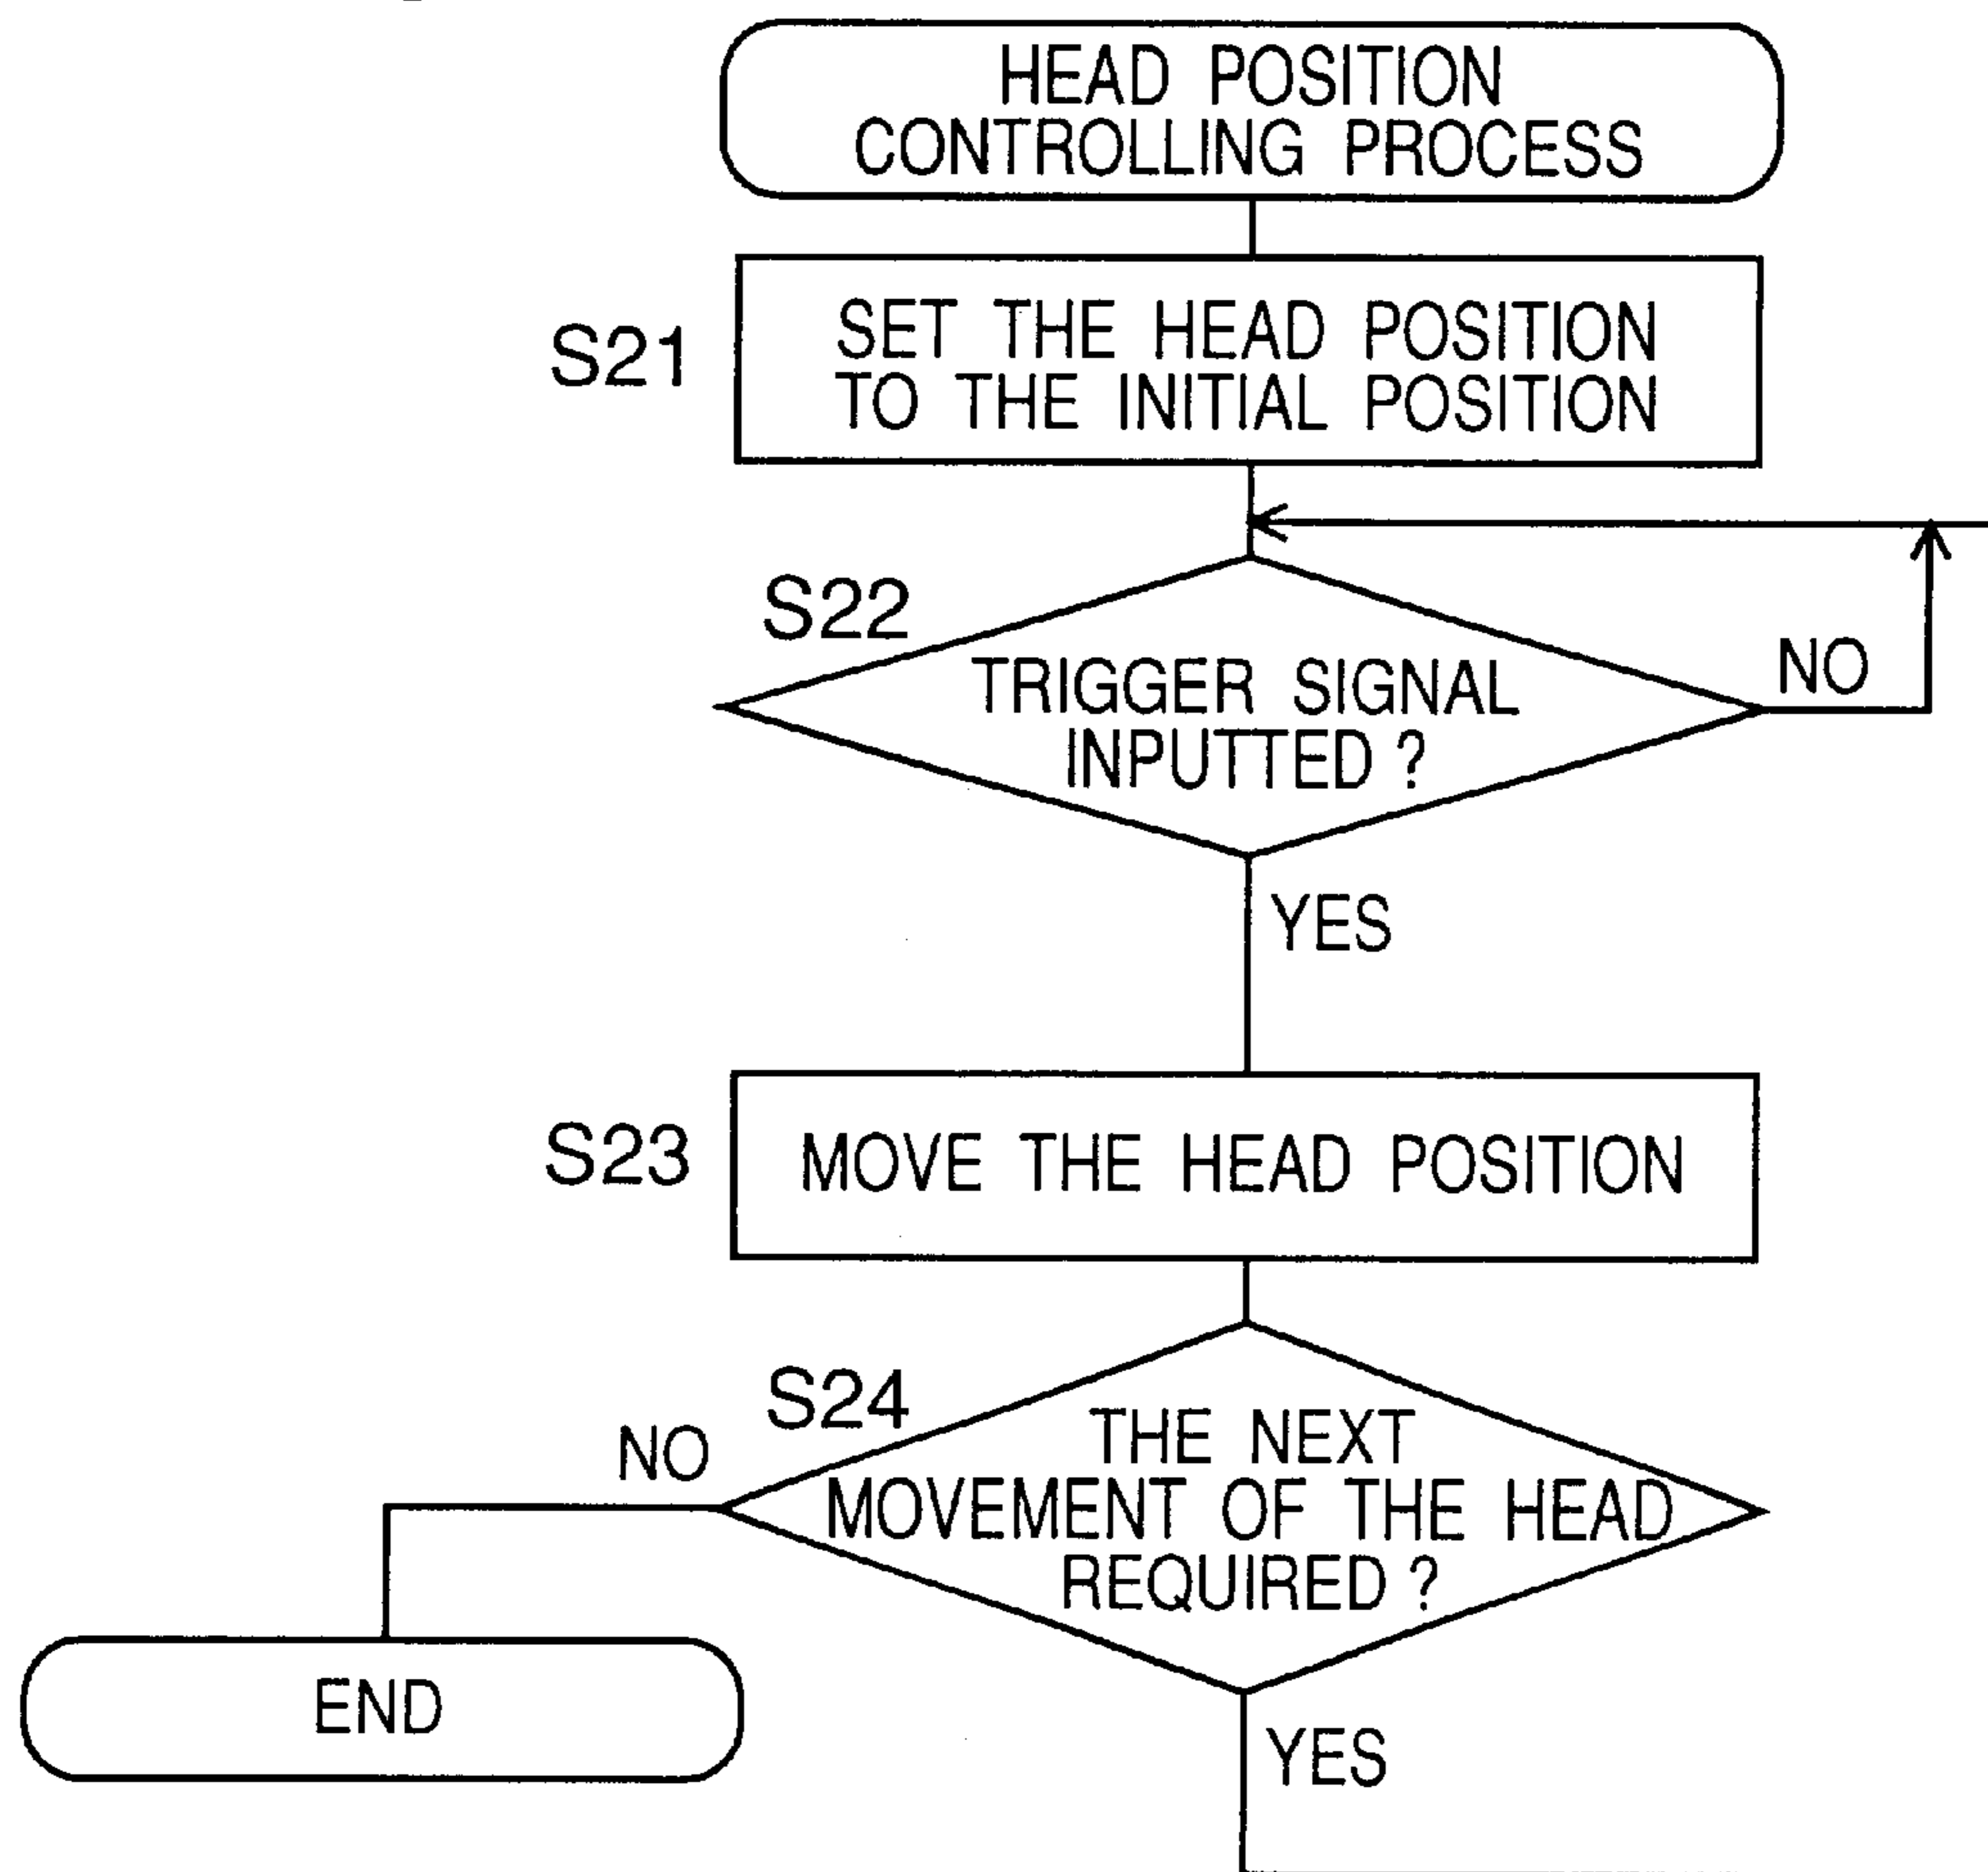 HEAD POSITION
CONTROLLING PROCESS
S21
SET THE HEAD POSITION
TO THE INITIAL POSITION
S22
TRIGGER SIGNAL
INPUTTED ?
NO
YES
S23
MOVE THE HEAD POSITION
S24
NO
THE NEXT
MOVEMENT OF THE HEAD
REQUIRED ?
END
YES